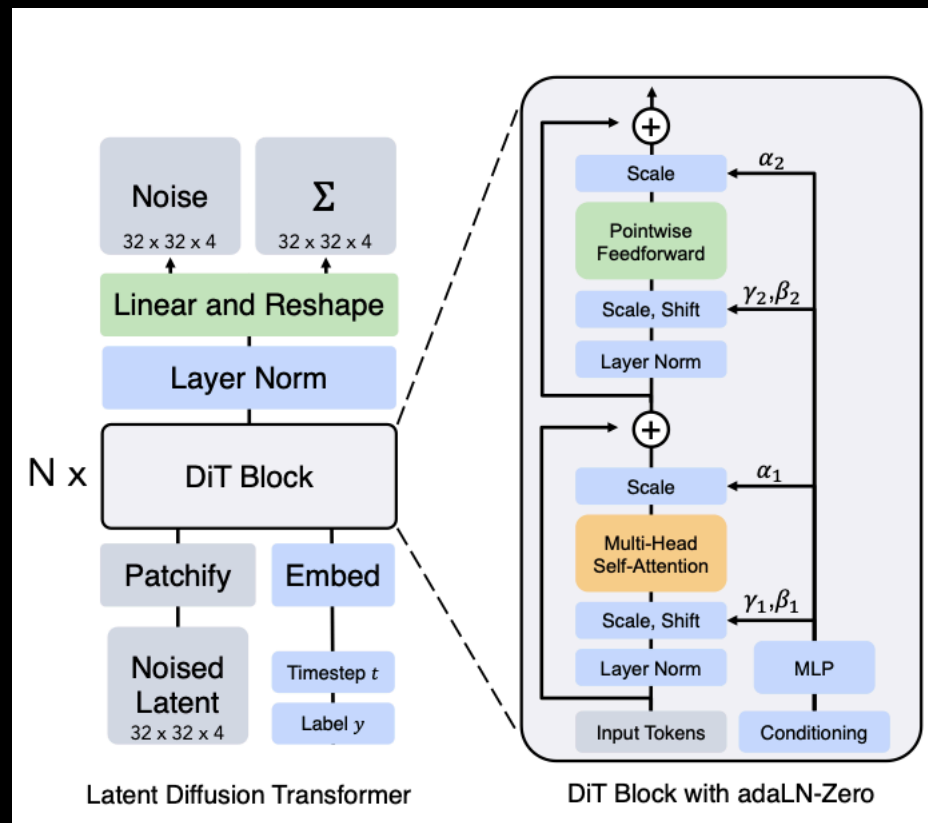 Noise
32 x 32 x 4
Σ
32 x 32 x 4
Linear and Reshape
Layer Norm
N x
DiT Block
Patchify
Embed
Noised
Latent
32 x 32 x 4
Timestep t
Label y
Latent Diffusion Transformer
+
Scale
α₂
Pointwise
Feedforward
Scale, Shift
γ₂,β₂
Layer Norm
+
Scale
α₁
Multi-Head
Self-Attention
Scale, Shift
γ₁,β₁
Layer Norm
MLP
Input Tokens
Conditioning
DiT Block with adaLN-Zero